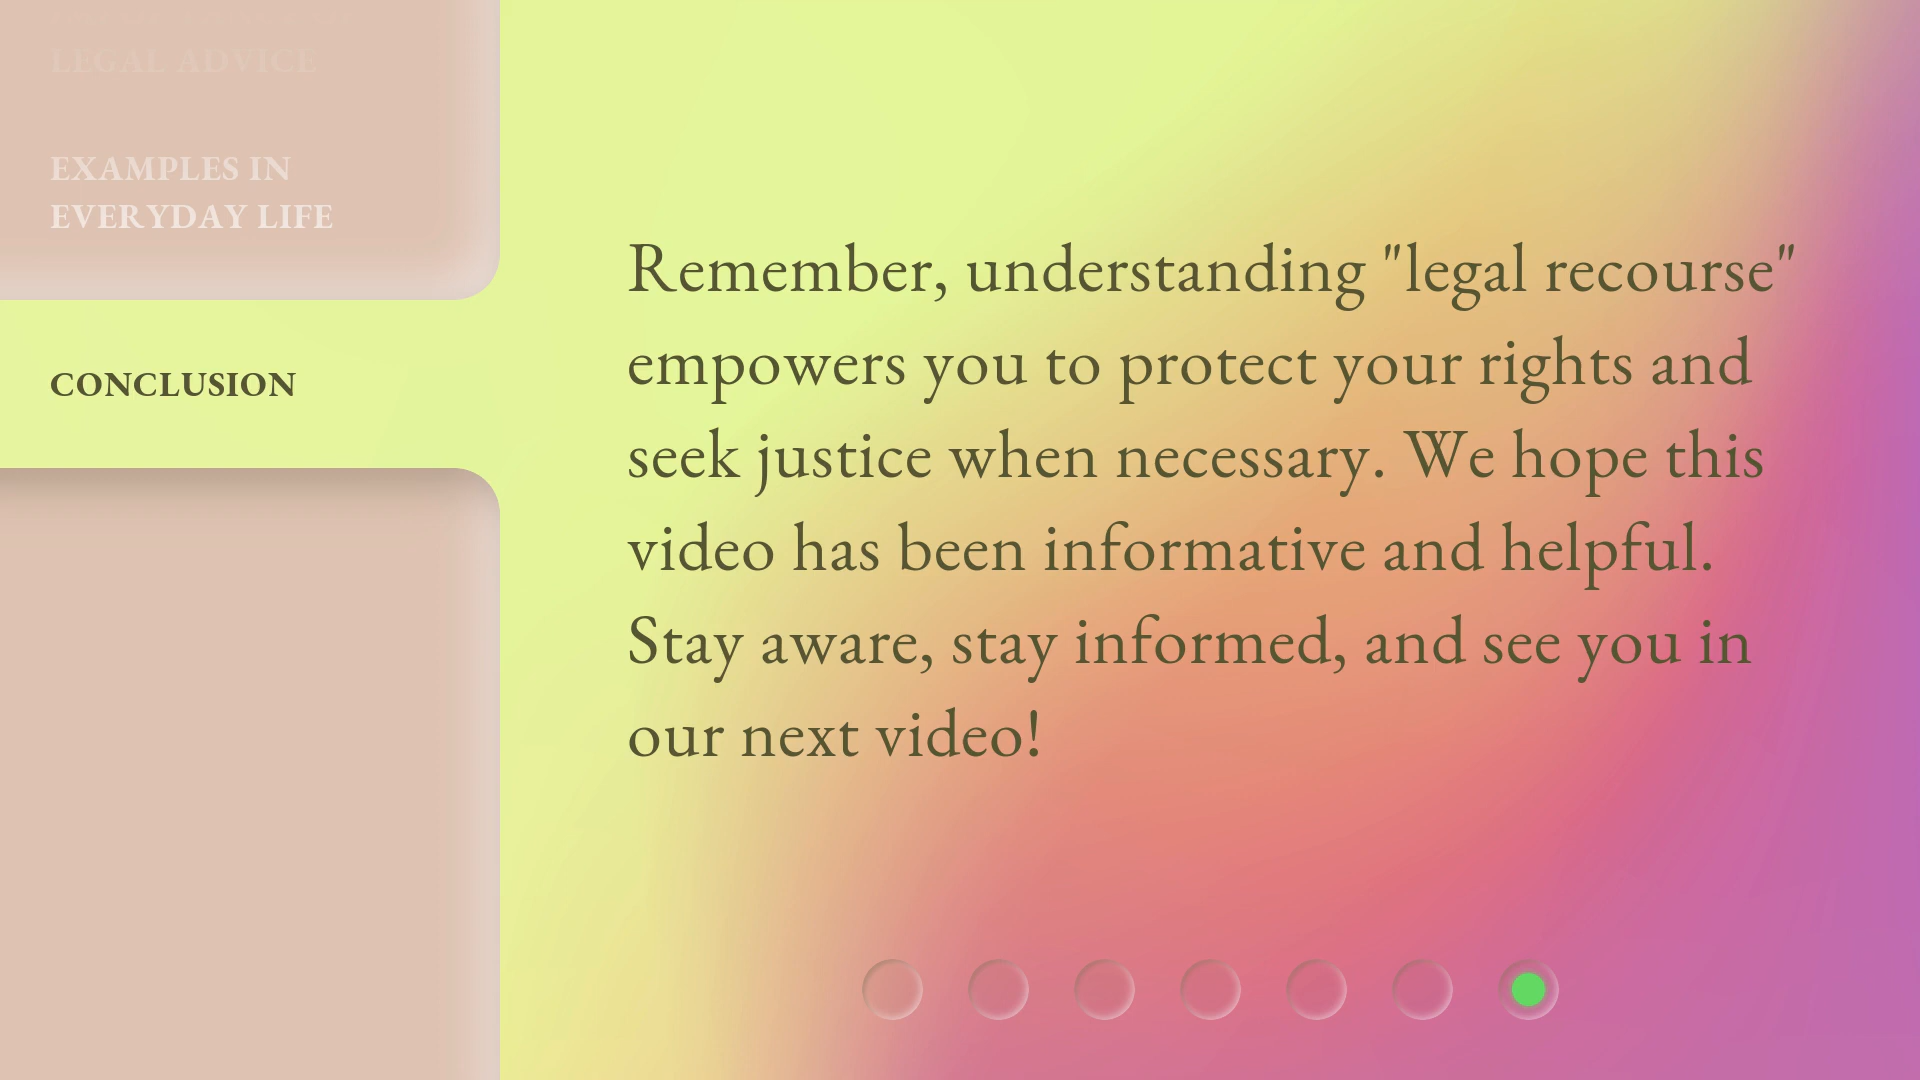 LEGAL ADVICE
EXAMPLES IN
EVERYDAY LIFE
CONCLUSION
Remember, understanding "legal recourse"
empowers you to protect your rights and
seek justice when necessary. We hope this
video has been informative and helpful.
Stay aware, stay informed, and see you in
our next video!